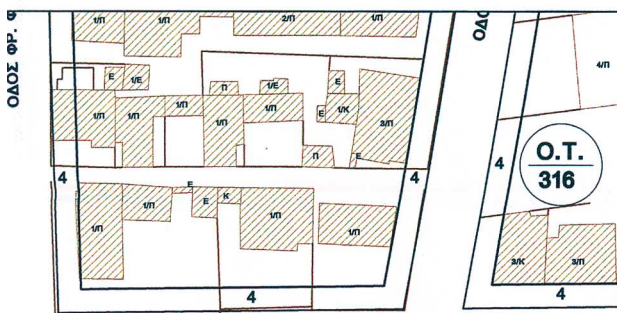 1/Π 1/Π 2/Π 1/Π
ΟΔΟΣ ΦΡ.
ΟΔΟΣ
4/Π
Ε 1/Ε Π 1/Ε Ε
1/Π 1/Π 1/Π 1/Π 1/Π Ε 1/Κ 3/Π
Π Ε
Ο.Τ.
316
4 4 4
Ε
1/Π 1/Π Ε Κ 1/Π 1/Π
3/Κ 3/Π
4 4